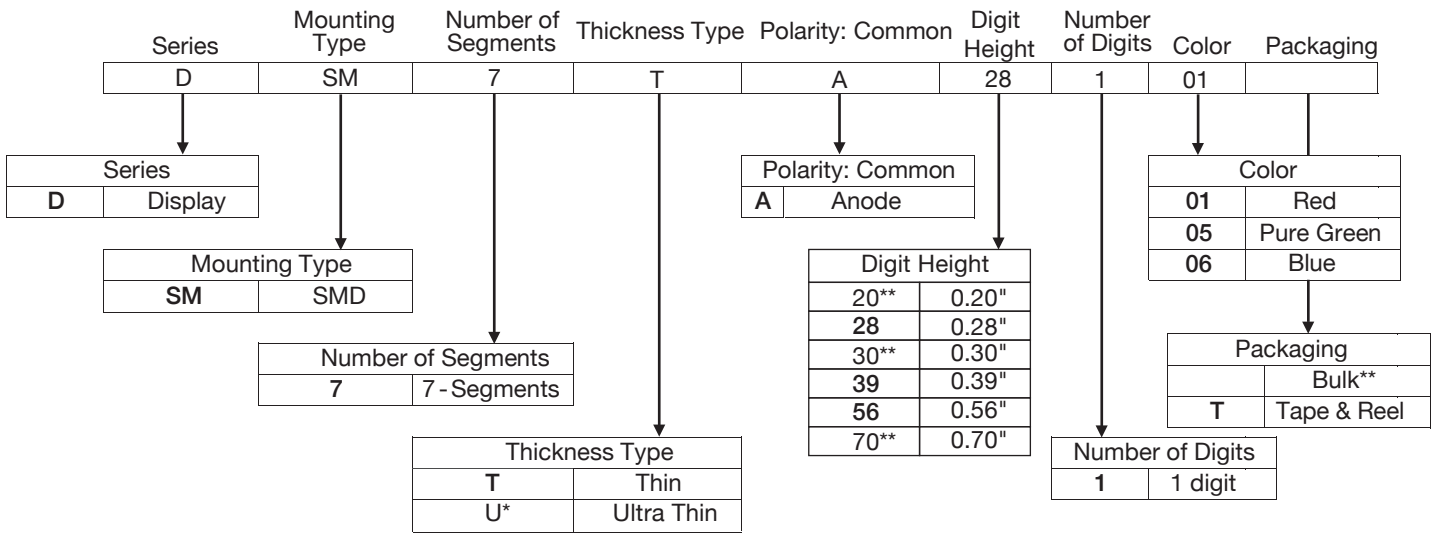 Series Mounting Type Number of Segments Thickness Type Polarity: Common Digit Height Number of Digits Color Packaging
D SM 7 T A 28 1 01
Series
D Display
Mounting Type
SM SMD
Number of Segments
7 7-Segments
Thickness Type
T Thin
U* Ultra Thin
Polarity: Common
A Anode
Digit Height
20** 0.20"
28 0.28"
30** 0.30"
39 0.39"
56 0.56"
70** 0.70"
Number of Digits
1 1 digit
Color
01 Red
05 Pure Green
06 Blue
Packaging
Bulk**
T Tape & Reel